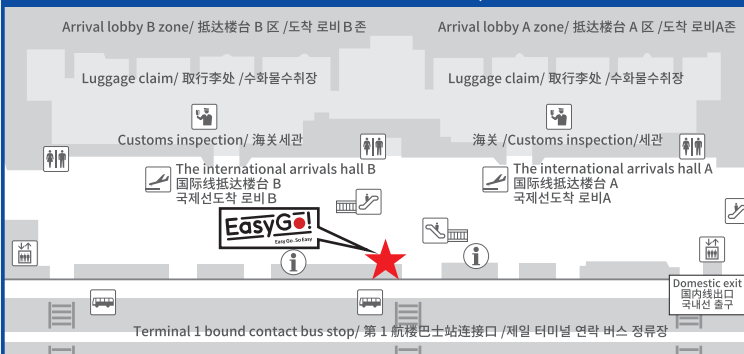 Arrival lobby B zone/ 抵达楼台 B 区 /도착 로비 B 존
Arrival lobby A zone/ 抵达楼台 A 区 /도착 로비A존
Luggage claim/ 取行李处 /수화물수취장
Luggage claim/ 取行李处 /수화물수취장
Customs inspection/ 海关세관
海关 /Customs inspection/세관
The international arrivals hall B
国际线抵达楼台 B
국제선도착 로비 B
The international arrivals hall A
国际线抵达楼台 A
국제선도착 로비A
EasyGo!
Easy Go. So Easy
Domestic exit
国内线出口
국내선 출구
Terminal 1 bound contact bus stop/ 第 1 航楼巴士站连接口 /제일 터미널 연락 버스 정류장